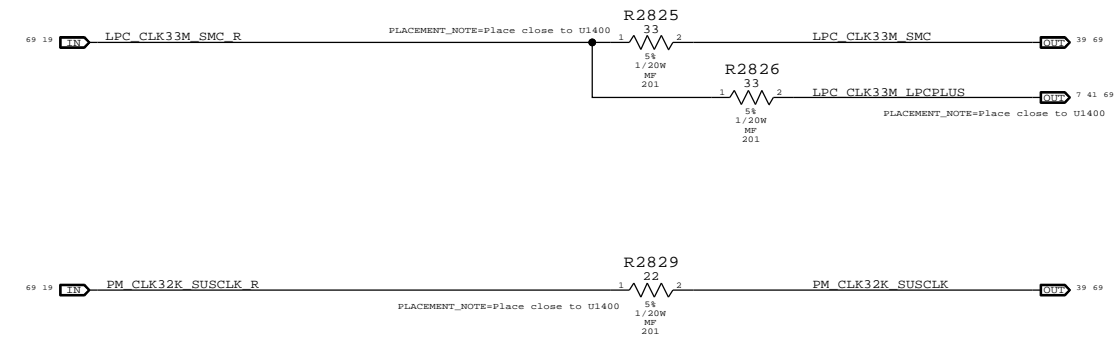 R2825
PLACEMENT_NOTE=Place close to U1400
33
69 19 IN LPC_CLK33M_SMC_R 1 2 LPC_CLK33M_SMC OUT 39 69
5%
1/20W
MF
201
R2826
33
1 2 LPC_CLK33M_LPCPLUS OUT 7 41 69
5%
1/20W
MF
201
PLACEMENT_NOTE=Place close to U1400
R2829
22
69 19 IN PM_CLK32K_SUSCLK_R 1 2 PM_CLK32K_SUSCLK OUT 39 69
PLACEMENT_NOTE=Place close to U1400
5%
1/20W
MF
201